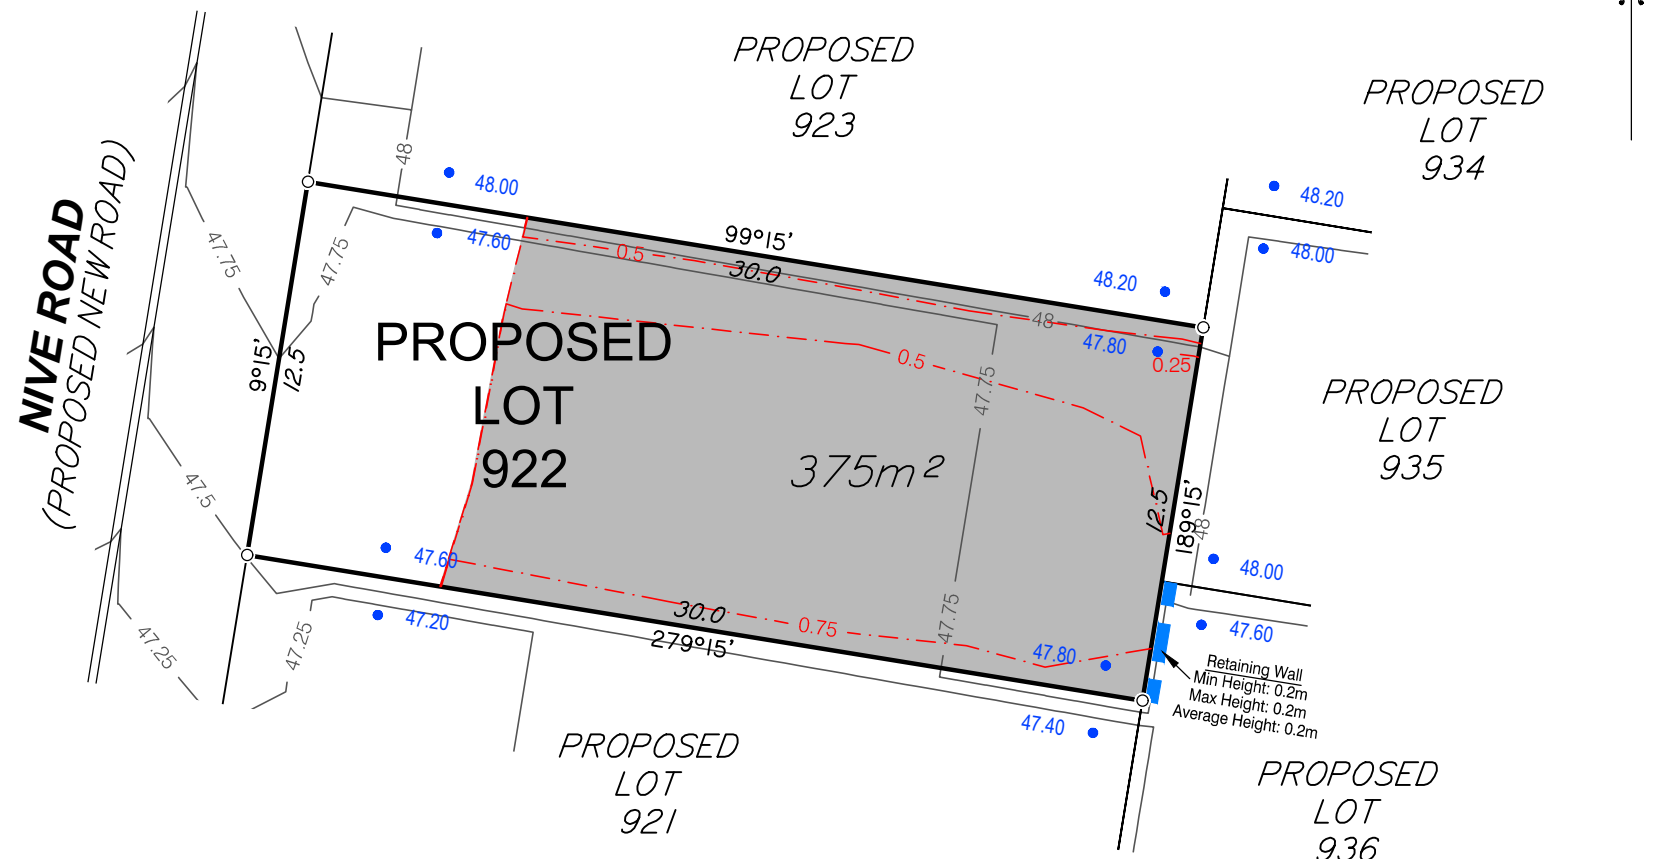 PROPOSED
LOT
923
PROPOSED
LOT
934
48
48.00
48.20
NIVE ROAD
(PROPOSED NEW ROAD)
47.75
47.75
47.60
0.5
99°15'
30.0
48.20
48.00
48
47.80
0.25
PROPOSED
LOT
922
0.5
47.75
9°15'
12.5
375m²
PROPOSED
LOT
935
47.5
12.5
189°15'
48
47.60
48.00
47.20
30.0
279°15'
0.75
47.75
47.80
47.60
47.25
47.25
Retaining Wall
Min Height: 0.2m
Max Height: 0.2m
Average Height: 0.2m
47.40
PROPOSED
LOT
921
PROPOSED
LOT
936